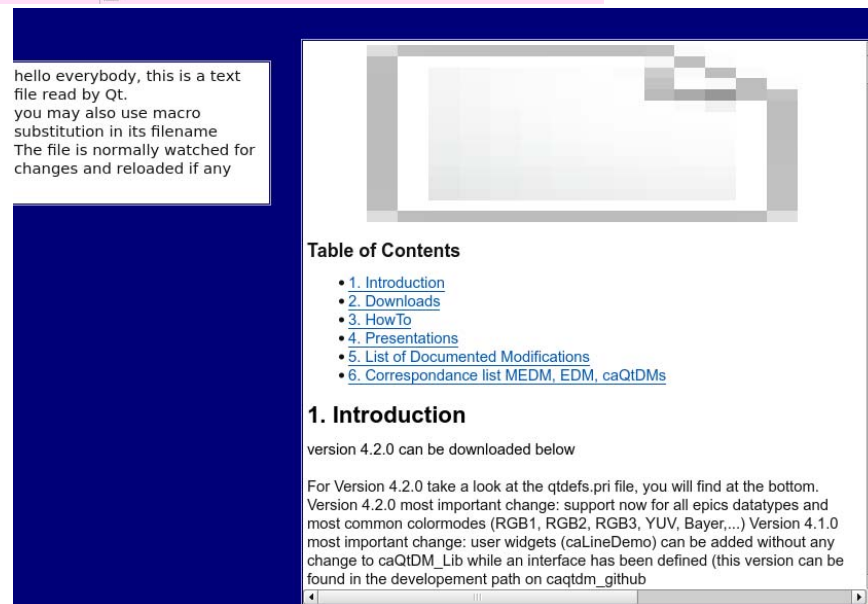 hello everybody, this is a text
file read by Qt.
you may also use macro
substitution in its filename
The file is normally watched for
changes and reloaded if any
Table of Contents
1. Introduction
2. Downloads
3. HowTo
4. Presentations
5. List of Documented Modifications
6. Correspondance list MEDM, EDM, caQtDMs
1. Introduction
version 4.2.0 can be downloaded below
For Version 4.2.0 take a look at the qtdefs.pri file, you will find at the bottom.
Version 4.2.0 most important change: support now for all epics datatypes and
most common colormodes (RGB1, RGB2, RGB3, YUV, Bayer,...) Version 4.1.0
most important change: user widgets (caLineDemo) can be added without any
change to caQtDM_Lib while an interface has been defined (this version can be
found in the developement path on caqtdm_github